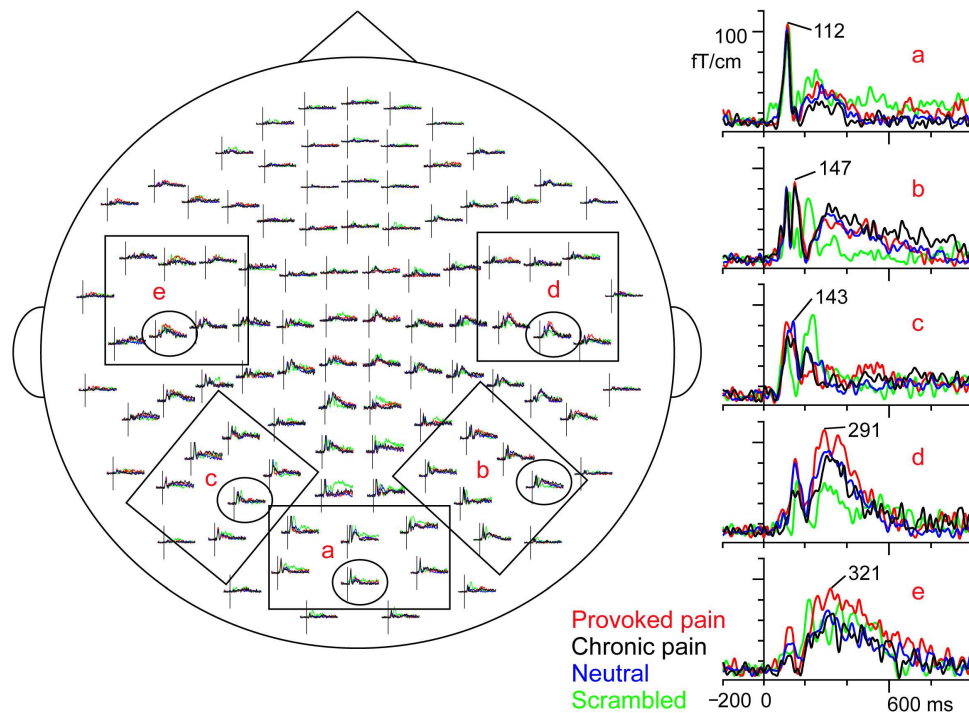 112
100
fT/cm
a
147
b
143
c
291
d
321
e
−200 0
600 ms
e
d
c
b
a
Provoked pain
Chronic pain
Neutral
Scrambled